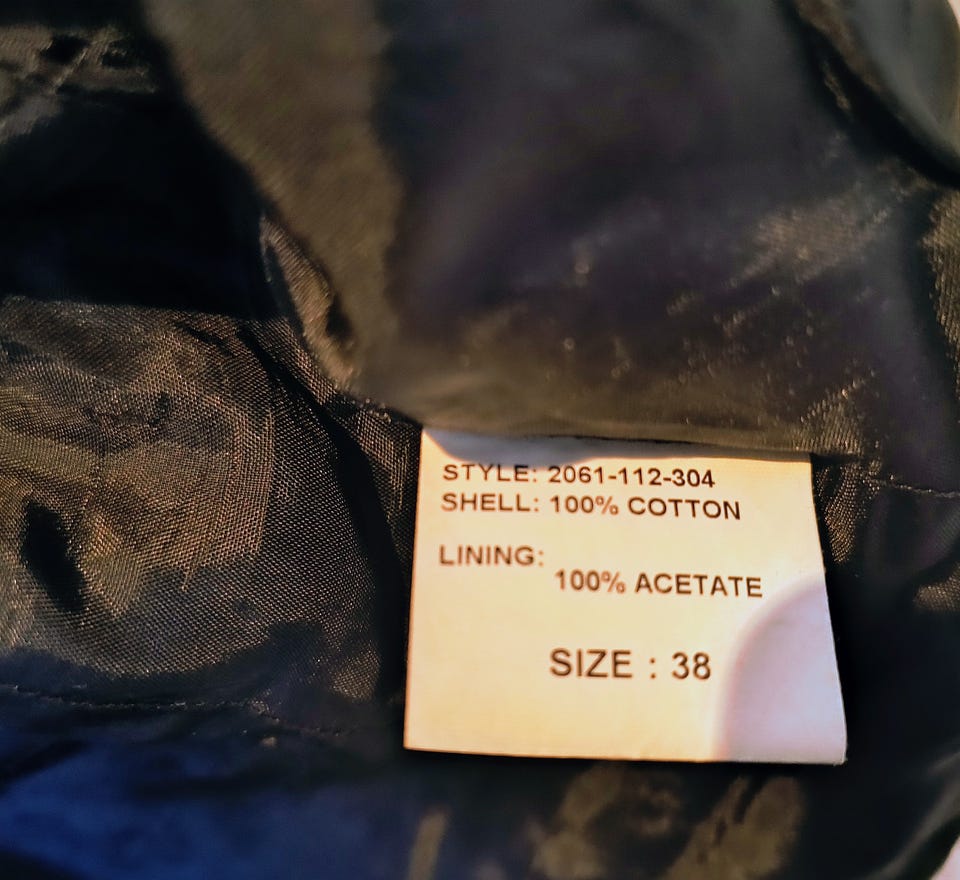 STYLE: 2061-112-304
SHELL: 100% COTTON
LINING:
100% ACETATE
SIZE : 38